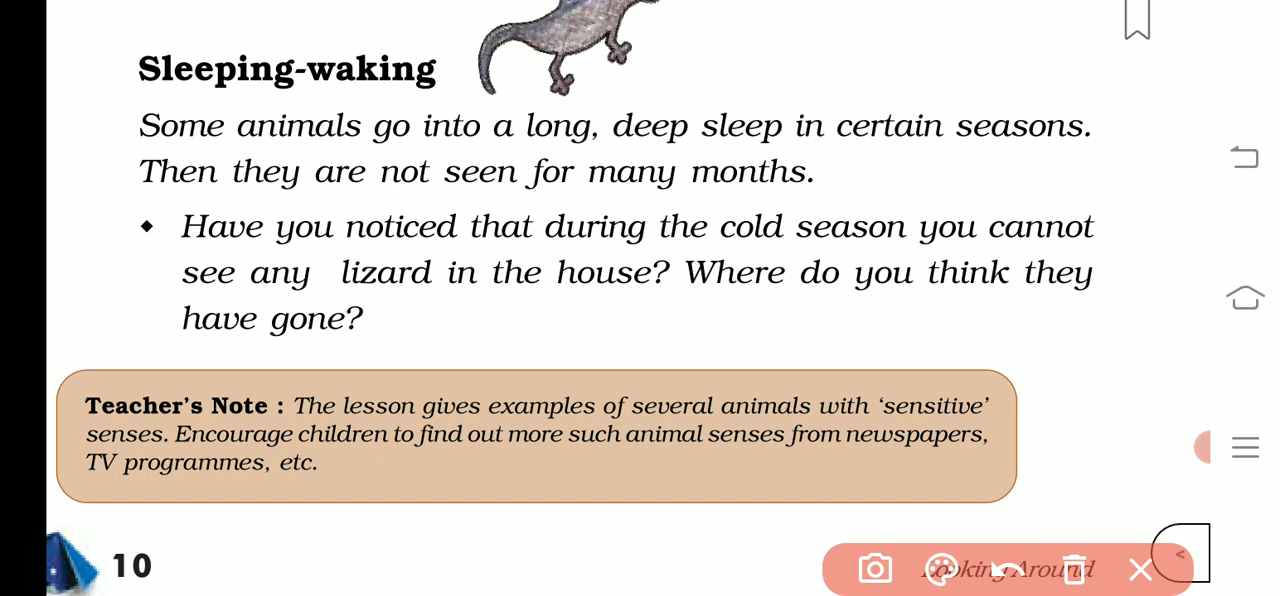 Sleeping-waking
Some animals go into a long, deep sleep in certain seasons.
Then they are not seen for many months.
◆ Have you noticed that during the cold season you cannot
see any lizard in the house? Where do you think they
have gone?
Teacher's Note : The lesson gives examples of several animals with ‘sensitive’
senses. Encourage children to find out more such animal senses from newspapers,
TV programmes, etc.
10
Looking Around